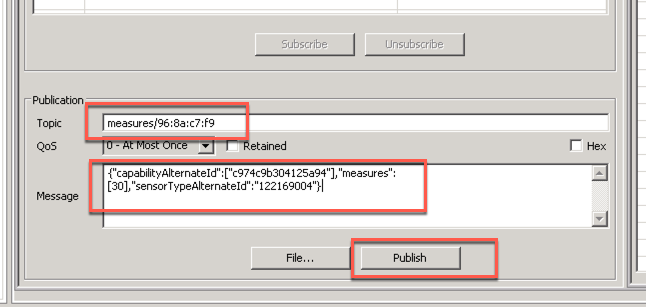 Subscribe Unsubscribe
Publication
Topic measures/96:8a:c7:f9
QoS 0 - At Most Once Retained Hex
{"capabilityAlternateId":["c974c9b304125a94"],"measures":
Message [30],"sensorTypeAlternateId":"122169004"}
File... Publish